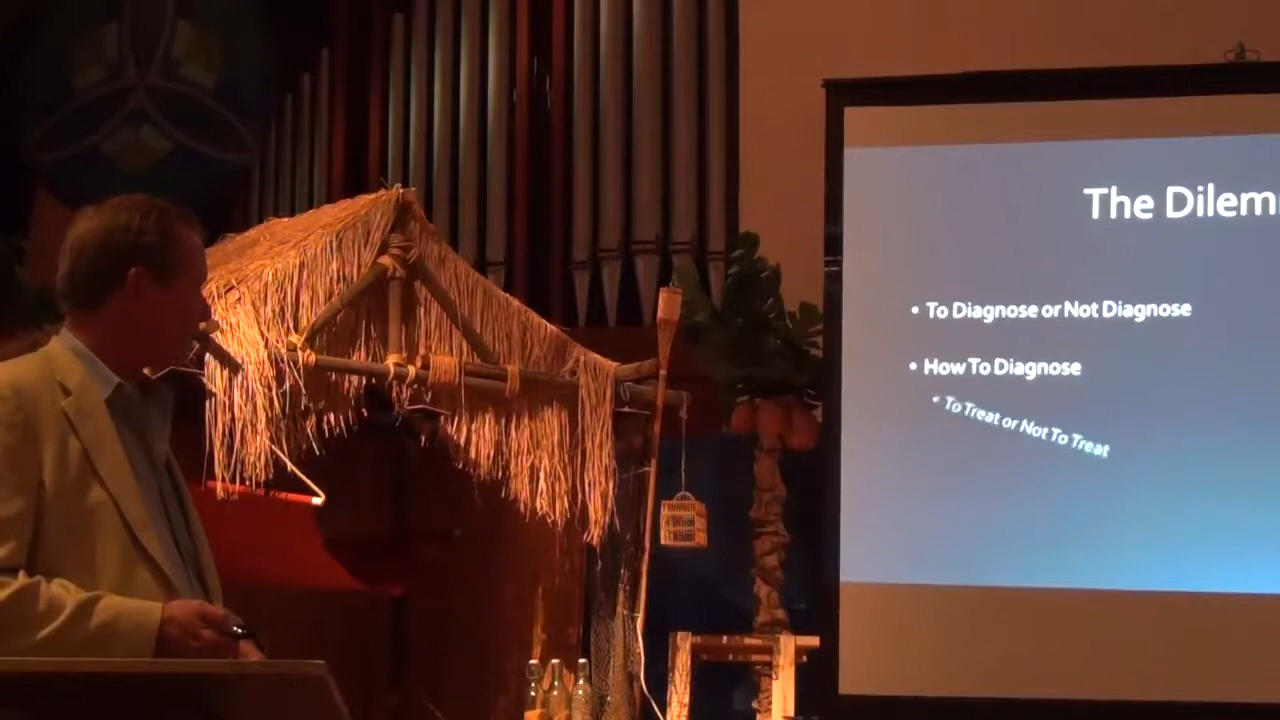 The Dilem
• To Diagnose or Not Diagnose
• How To Diagnose
• To Treat or Not To Treat